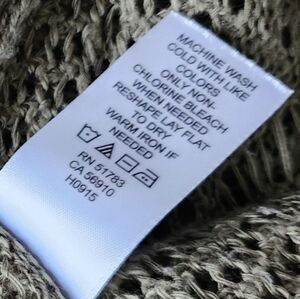 MACHINE WASH
COLD WITH LIKE
COLORS
ONLY NON-
CHLORINE BLEACH
WHEN NEEDED
RESHAPE LAY FLAT
TO DRY
WARM IRON IF
NEEDED
RN 51783
CA 56910
H0915